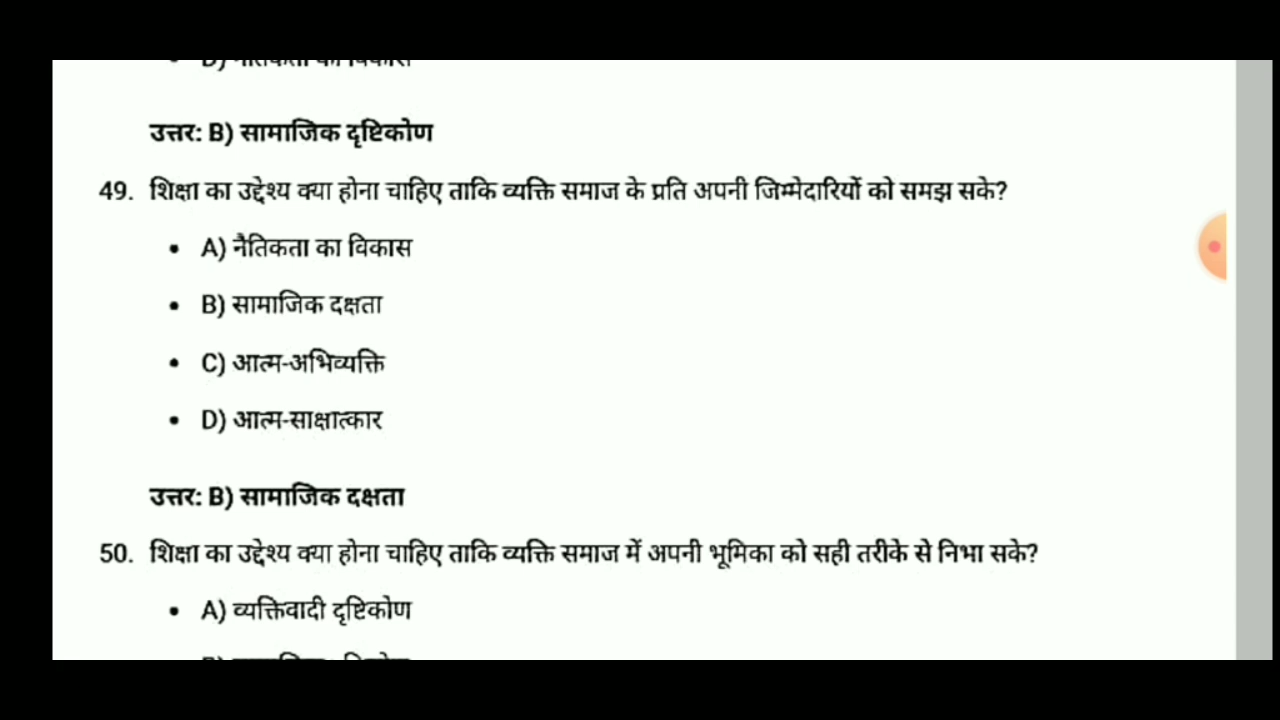 उत्तर: B) सामाजिक दृष्टिकोण
49. शिक्षा का उद्देश्य क्या होना चाहिए ताकि व्यक्ति समाज के प्रति अपनी जिम्मेदारियों को समझ सके?
• A) नैतिकता का विकास
• B) सामाजिक दक्षता
• C) आत्म-अभिव्यक्ति
• D) आत्म-साक्षात्कार
उत्तर: B) सामाजिक दक्षता
50. शिक्षा का उद्देश्य क्या होना चाहिए ताकि व्यक्ति समाज में अपनी भूमिका को सही तरीके से निभा सके?
• A) व्यक्तिवादी दृष्टिकोण